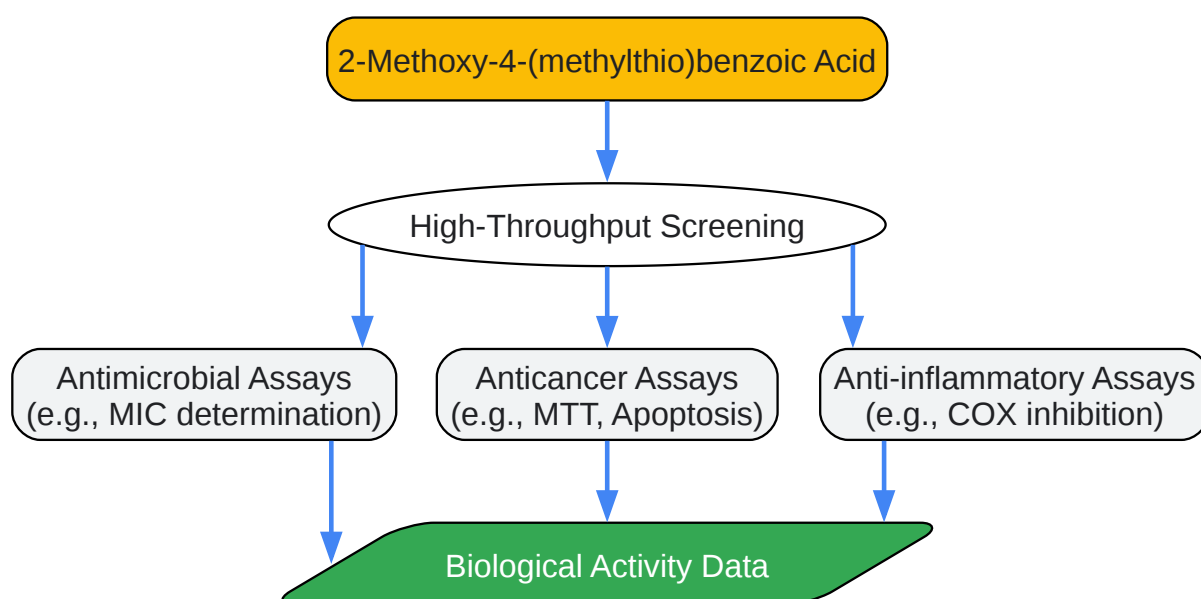 2-Methoxy-4-(methylthio)benzoic Acid
High-Throughput Screening
Antimicrobial Assays
(e.g., MIC determination)
Anticancer Assays
(e.g., MTT, Apoptosis)
Anti-inflammatory Assays
(e.g., COX inhibition)
Biological Activity Data